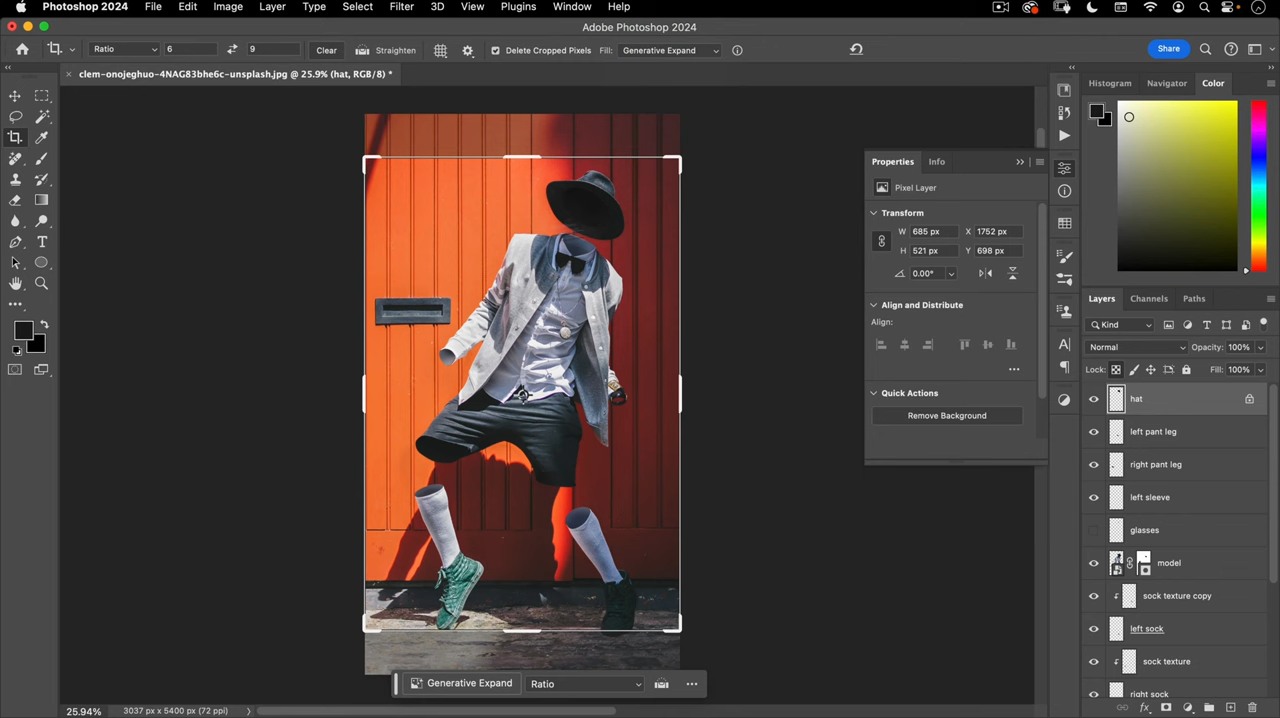 Photoshop 2024 File Edit Image Layer Type Select Filter 3D View Plugins Window Help
Adobe Photoshop 2024
Ratio 6 9 Clear Straighten Delete Cropped Pixels Fill: Generative Expand Share
clem-onojeghuo-4NAG83bhe6c-unsplash.jpg @ 25.9% (hat, RGB/8) *
Histogram Navigator Color
Properties Info
Pixel Layer
Transform
W 685 px X 1752 px
H 521 px Y 698 px
0.00°
Align and Distribute
Align:
Quick Actions
Remove Background
Layers Channels Paths
Kind
Normal Opacity: 100%
Lock: Fill: 100%
hat
left pant leg
right pant leg
left sleeve
glasses
model
sock texture copy
left sock
sock texture
right sock
Generative Expand Ratio
25.94% 3037 px x 5400 px (72 ppi)